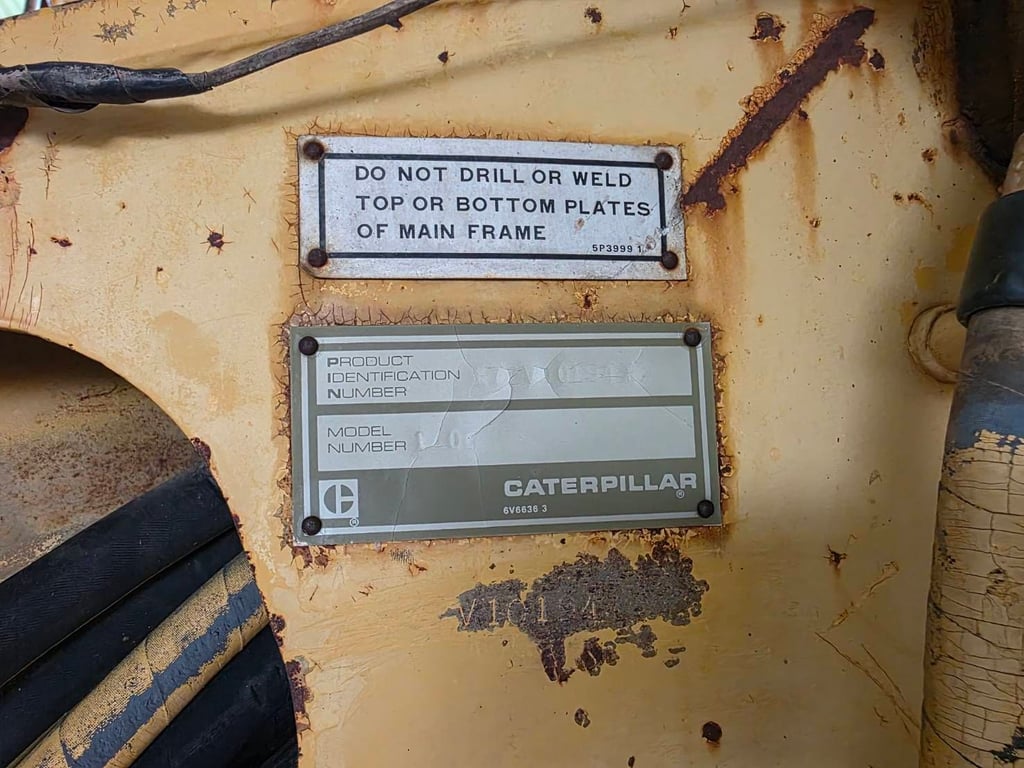 DO NOT DRILL OR WELD
TOP OR BOTTOM PLATES
OF MAIN FRAME
5P3999 1
PRODUCT
IDENTIFICATION
NUMBER
MODEL
NUMBER
CATERPILLAR
6V6636 3